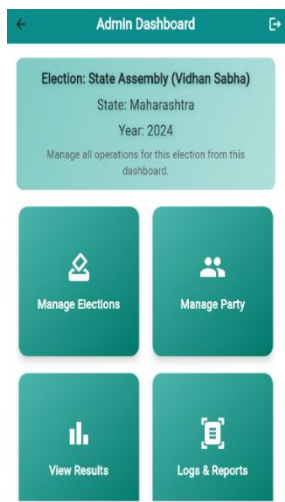 Admin Dashboard
Election: State Assembly (Vidhan Sabha)
State: Maharashtra
Year: 2024
Manage all operations for this election from this
dashboard.
Manage Elections
Manage Party
View Results
Logs & Reports